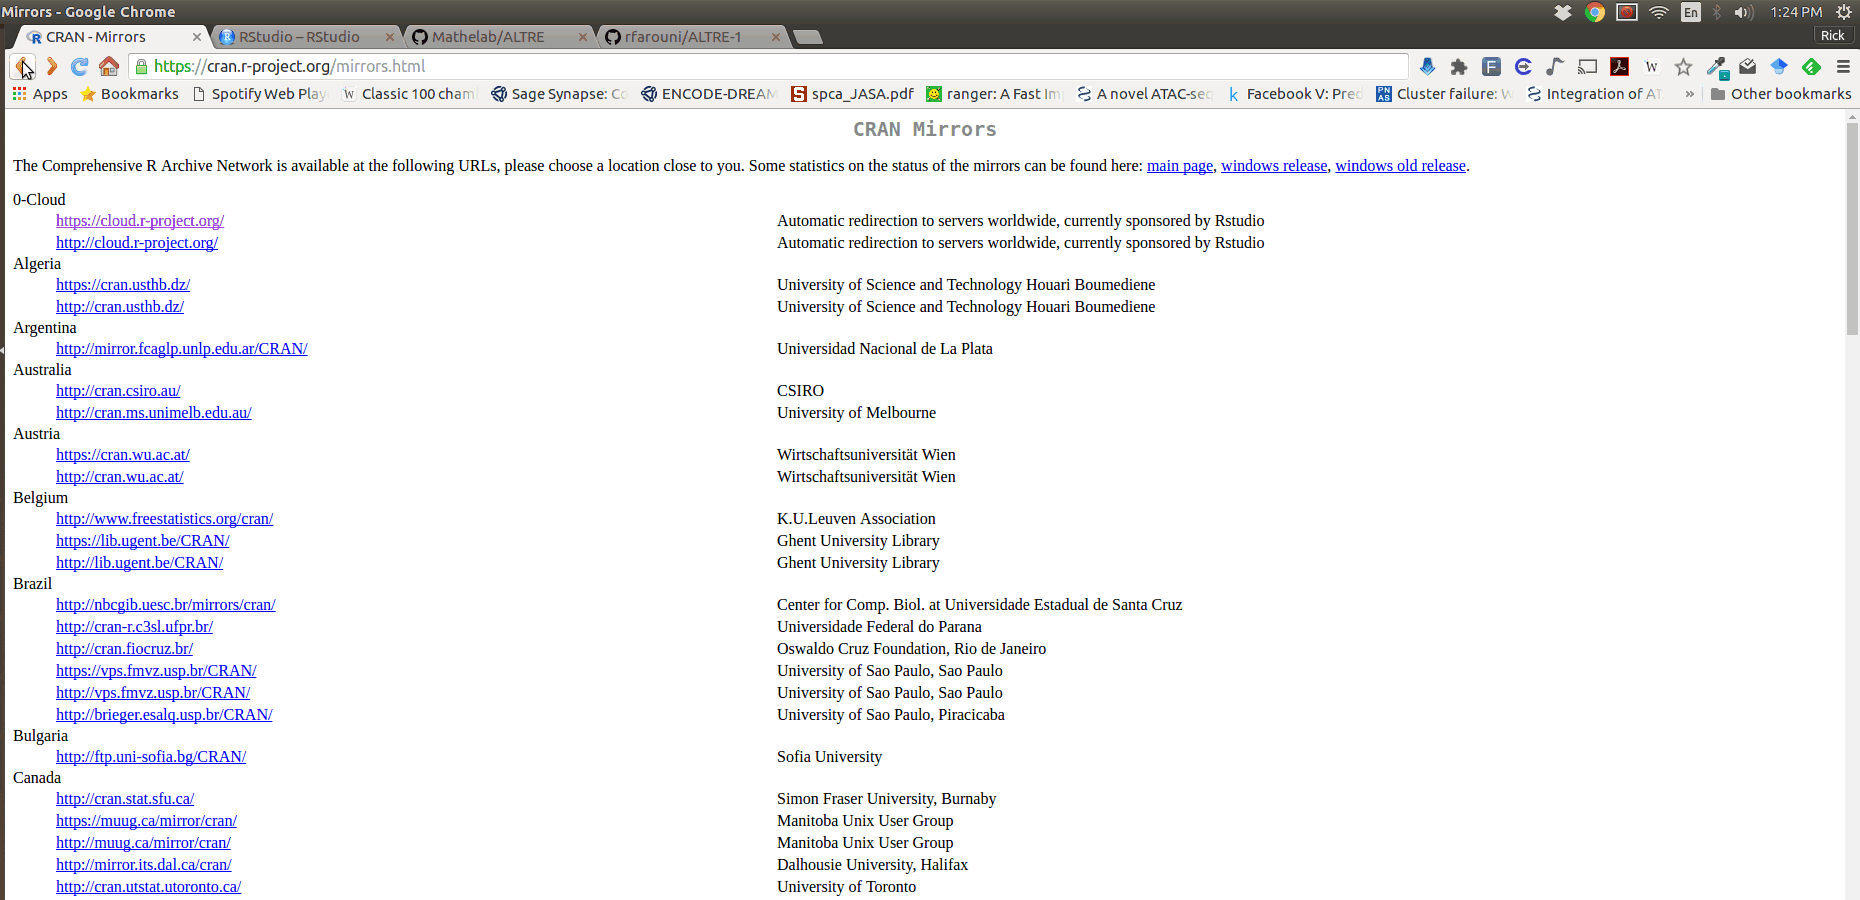 Mirrors - Google Chrome
En
1:24 PM
CRAN - Mirrors
RStudio – RStudio
Mathelab/ALTRE
rfarouni/ALTRE-1
Rick
https://cran.r-project.org/mirrors.html
Apps
Bookmarks
Spotify Web Play
Classic 100 cham
Sage Synapse: Co
ENCODE-DREAM
spca_JASA.pdf
ranger: A Fast Im
A novel ATAC-seq
Facebook V: Pred
Cluster failure: W
Integration of AT
»
Other bookmarks
CRAN Mirrors
The Comprehensive R Archive Network is available at the following URLs, please choose a location close to you. Some statistics on the status of the mirrors can be found here: main page, windows release, windows old release.
0-Cloud
https://cloud.r-project.org/ Automatic redirection to servers worldwide, currently sponsored by Rstudio
http://cloud.r-project.org/ Automatic redirection to servers worldwide, currently sponsored by Rstudio
Algeria
https://cran.usthb.dz/ University of Science and Technology Houari Boumediene
http://cran.usthb.dz/ University of Science and Technology Houari Boumediene
Argentina
http://mirror.fcaglp.unlp.edu.ar/CRAN/ Universidad Nacional de La Plata
Australia
http://cran.csiro.au/ CSIRO
http://cran.ms.unimelb.edu.au/ University of Melbourne
Austria
https://cran.wu.ac.at/ Wirtschaftsuniversität Wien
http://cran.wu.ac.at/ Wirtschaftsuniversität Wien
Belgium
http://www.freestatistics.org/cran/ K.U.Leuven Association
https://lib.ugent.be/CRAN/ Ghent University Library
http://lib.ugent.be/CRAN/ Ghent University Library
Brazil
http://nbcgib.uesc.br/mirrors/cran/ Center for Comp. Biol. at Universidade Estadual de Santa Cruz
http://cran-r.c3sl.ufpr.br/ Universidade Federal do Parana
http://cran.fiocruz.br/ Oswaldo Cruz Foundation, Rio de Janeiro
https://vps.fmvz.usp.br/CRAN/ University of Sao Paulo, Sao Paulo
http://vps.fmvz.usp.br/CRAN/ University of Sao Paulo, Sao Paulo
http://brieger.esalq.usp.br/CRAN/ University of Sao Paulo, Piracicaba
Bulgaria
http://ftp.uni-sofia.bg/CRAN/ Sofia University
Canada
http://cran.stat.sfu.ca/ Simon Fraser University, Burnaby
https://muug.ca/mirror/cran/ Manitoba Unix User Group
http://muug.ca/mirror/cran/ Manitoba Unix User Group
http://mirror.its.dal.ca/cran/ Dalhousie University, Halifax
http://cran.utstat.utoronto.ca/ University of Toronto